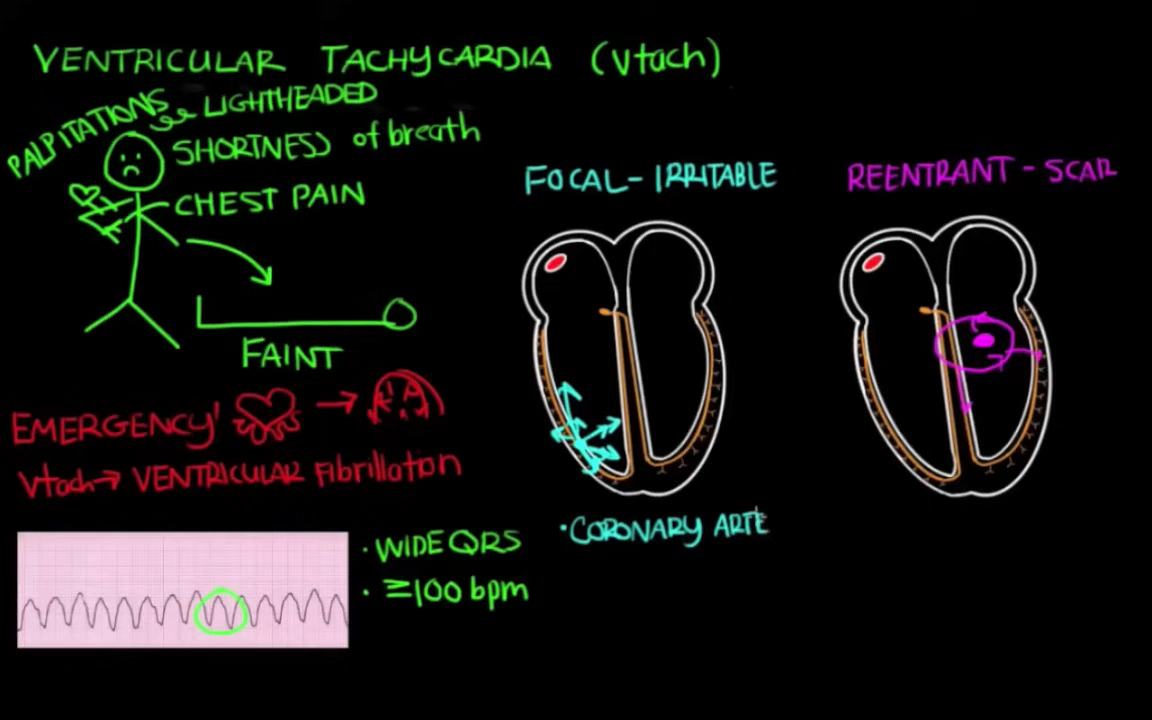 VENTRICULAR TACHYCARDIA (Vtach)
PALPITATIONS
LIGHTHEADED
SHORTNESS of breath
CHEST PAIN
FAINT
EMERGENCY!
Vtach → VENTRICULAR Fibrillation
· WIDE QRS
· ≥100 bpm
FOCAL - IRRITABLE
· CORONARY ARTE
REENTRANT - SCAR